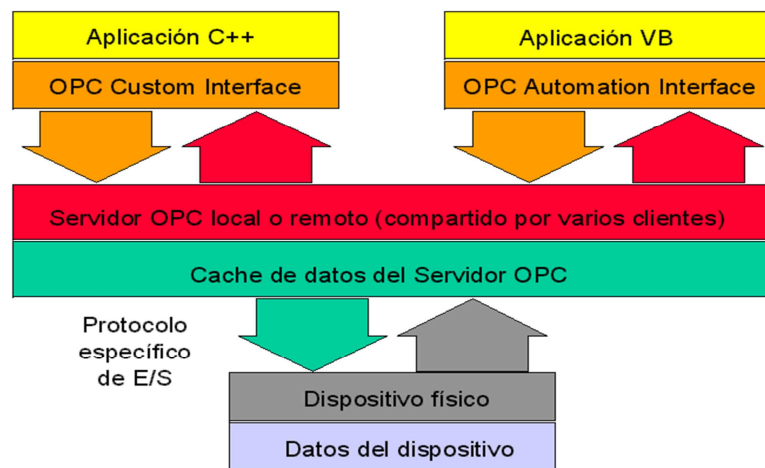 Aplicación C++
Aplicación VB
OPC Custom Interface
OPC Automation Interface
Servidor OPC local o remoto (compartido por varios clientes)
Cache de datos del Servidor OPC
Protocolo
específico
de E/S
Dispositivo físico
Datos del dispositivo